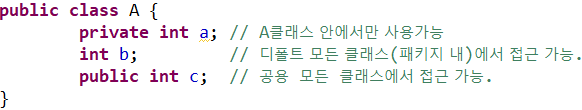 public class A {
private int a; // A클래스 안에서만 사용가능
int b; // 디폴트 모든 클래스(패키지 내)에서 접근 가능.
public int c; // 공용 모든 클래스에서 접근 가능.
}